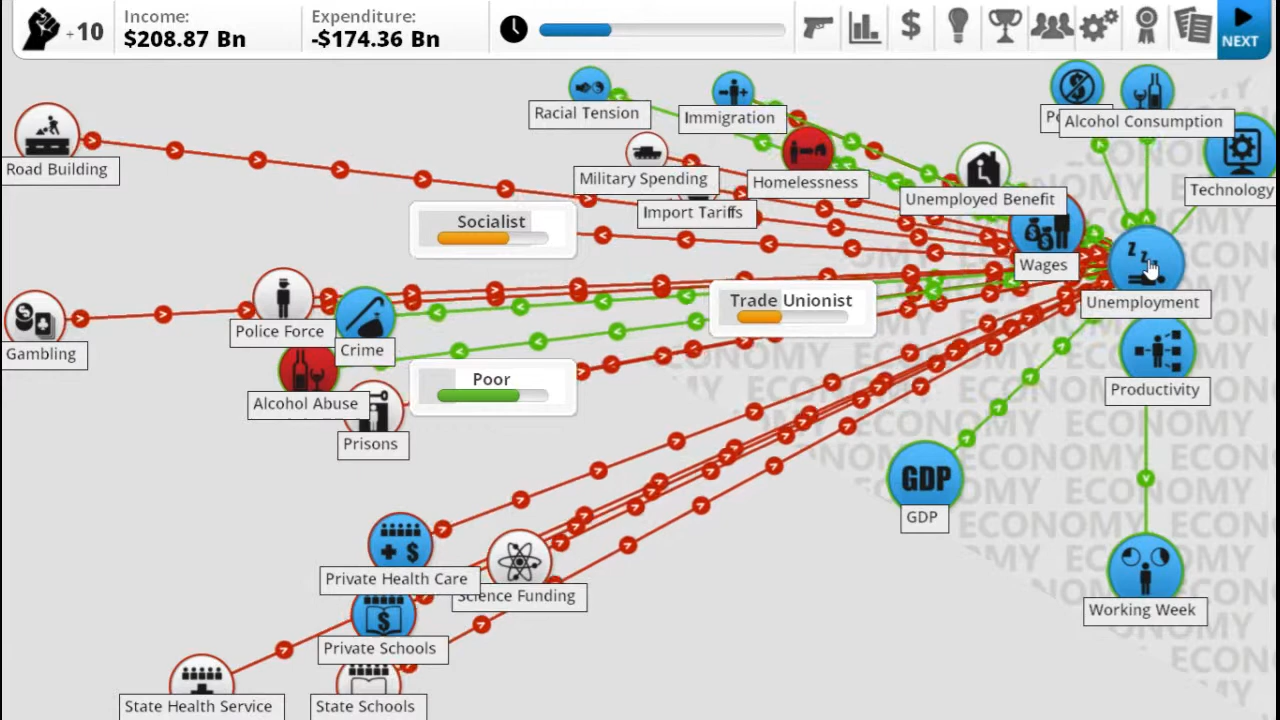 Income:
Expenditure:
+10
$208.87 Bn
-$174.36 Bn
NEXT
Racial Tension
Immigration
Alcohol Consumption
Road Building
Military Spending
Homelessness
Technology
Unemployed Benefit
Import Tariffs
Socialist
Wages
Trade Unionist
Unemployment
Police Force
Crime
Gambling
Poor
Productivity
Alcohol Abuse
Prisons
GDP
GDP
Private Health Care
Science Funding
Working Week
Private Schools
State Health Service
State Schools
ECONOMY